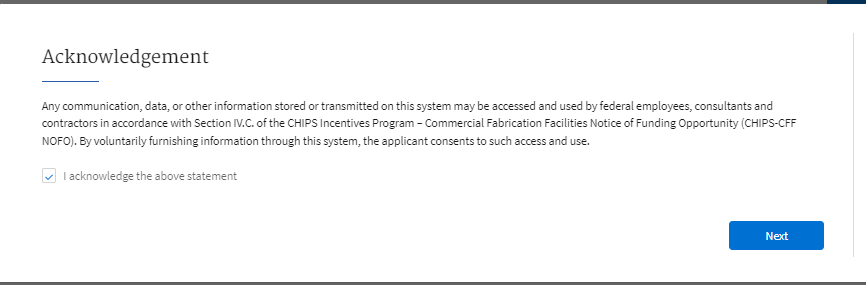 Acknowledgement
Any communication, data, or other information stored or transmitted on this system may be accessed and used by federal employees, consultants and
contractors in accordance with Section IV.C. of the CHIPS Incentives Program – Commercial Fabrication Facilities Notice of Funding Opportunity (CHIPS-CFF
NOFO). By voluntarily furnishing information through this system, the applicant consents to such access and use.
I acknowledge the above statement
Next